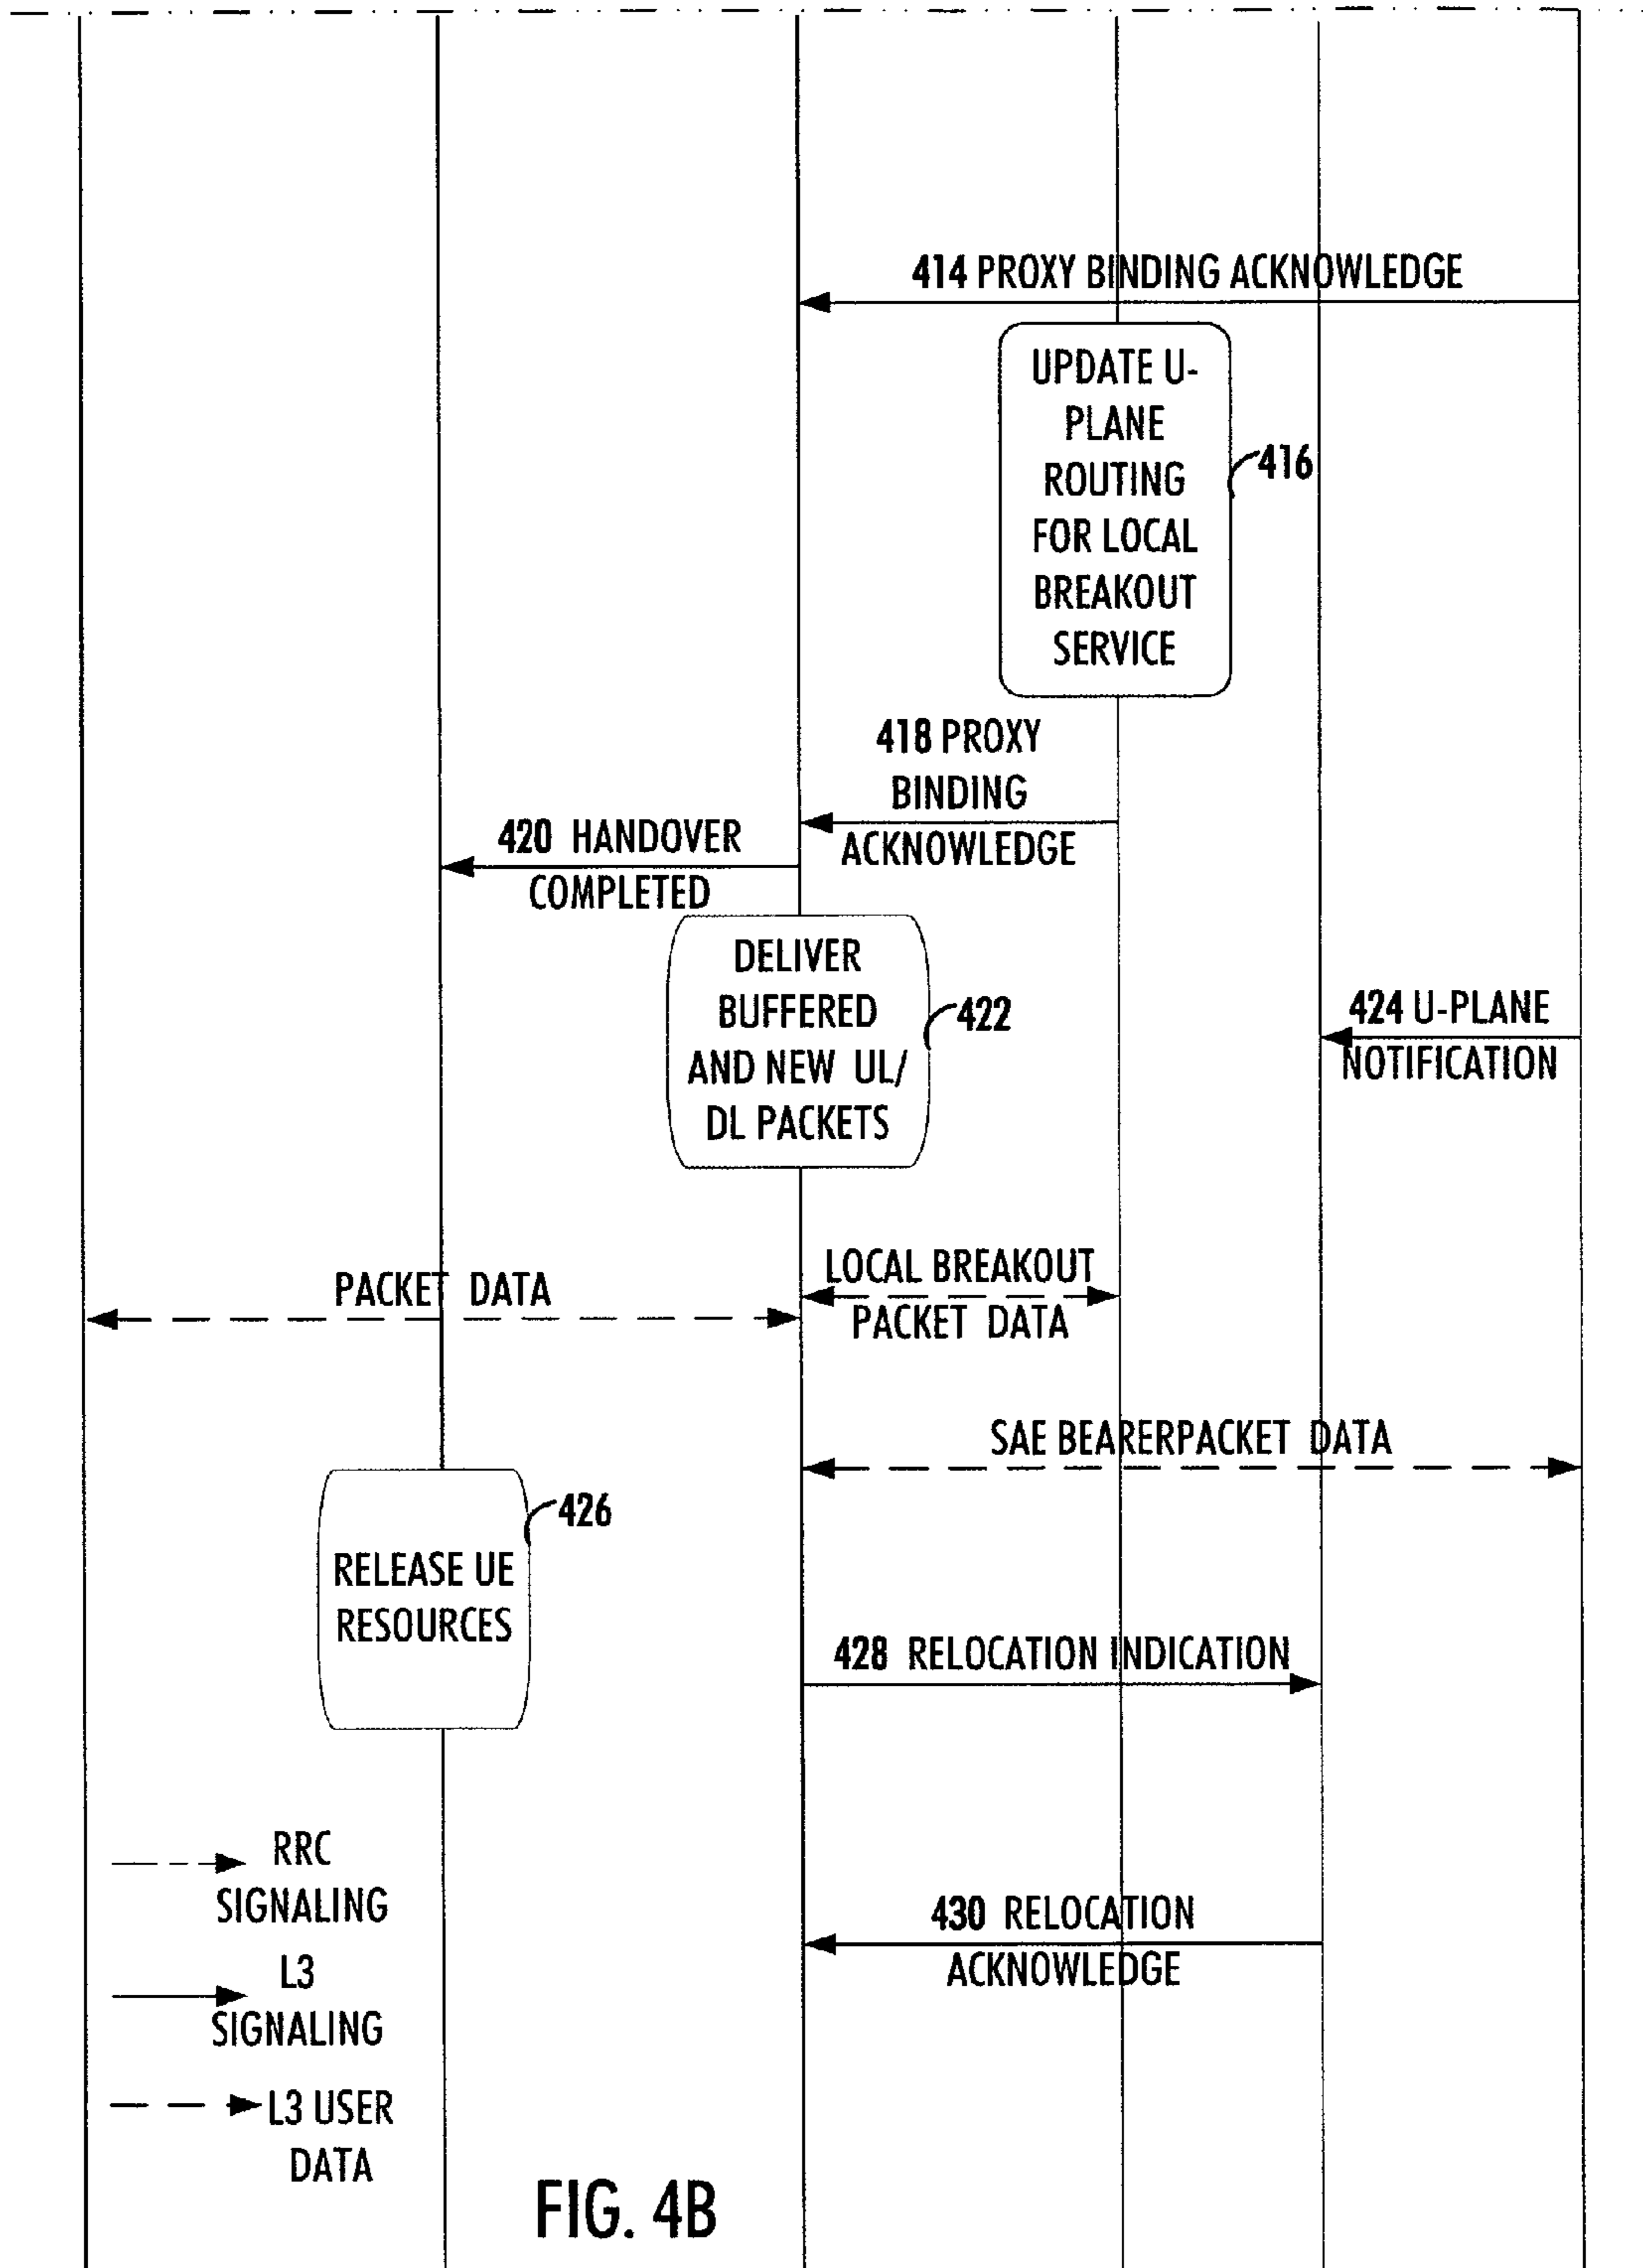 414 PROXY BINDING ACKNOWLEDGE
UPDATE U-
PLANE
ROUTING
FOR LOCAL
BREAKOUT
SERVICE
416
418 PROXY
BINDING
ACKNOWLEDGE
420 HANDOVER
COMPLETED
DELIVER
BUFFERED
AND NEW UL/
DL PACKETS
422
424 U-PLANE
NOTIFICATION
PACKET DATA
LOCAL BREAKOUT
PACKET DATA
SAE BEARERPACKET DATA
426
RELEASE UE
RESOURCES
428 RELOCATION INDICATION
RRC
SIGNALING
430 RELOCATION
ACKNOWLEDGE
L3
SIGNALING
L3 USER
DATA
FIG. 4B